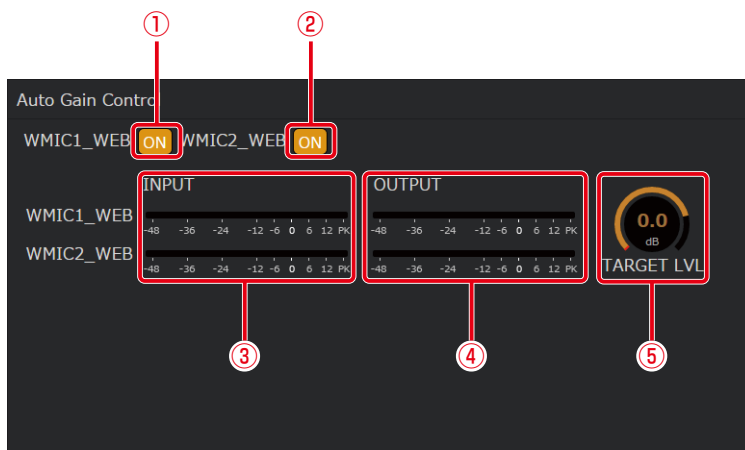 ① ②
Auto Gain Control
WMIC1_WEB ON WMIC2_WEB ON
INPUT OUTPUT
WMIC1_WEB
-48 -36 -24 -12 -6 0 6 12 PK -48 -36 -24 -12 -6 0 6 12 PK
0.0
dB
WMIC2_WEB
-48 -36 -24 -12 -6 0 6 12 PK -48 -36 -24 -12 -6 0 6 12 PK
TARGET LVL
③ ④ ⑤